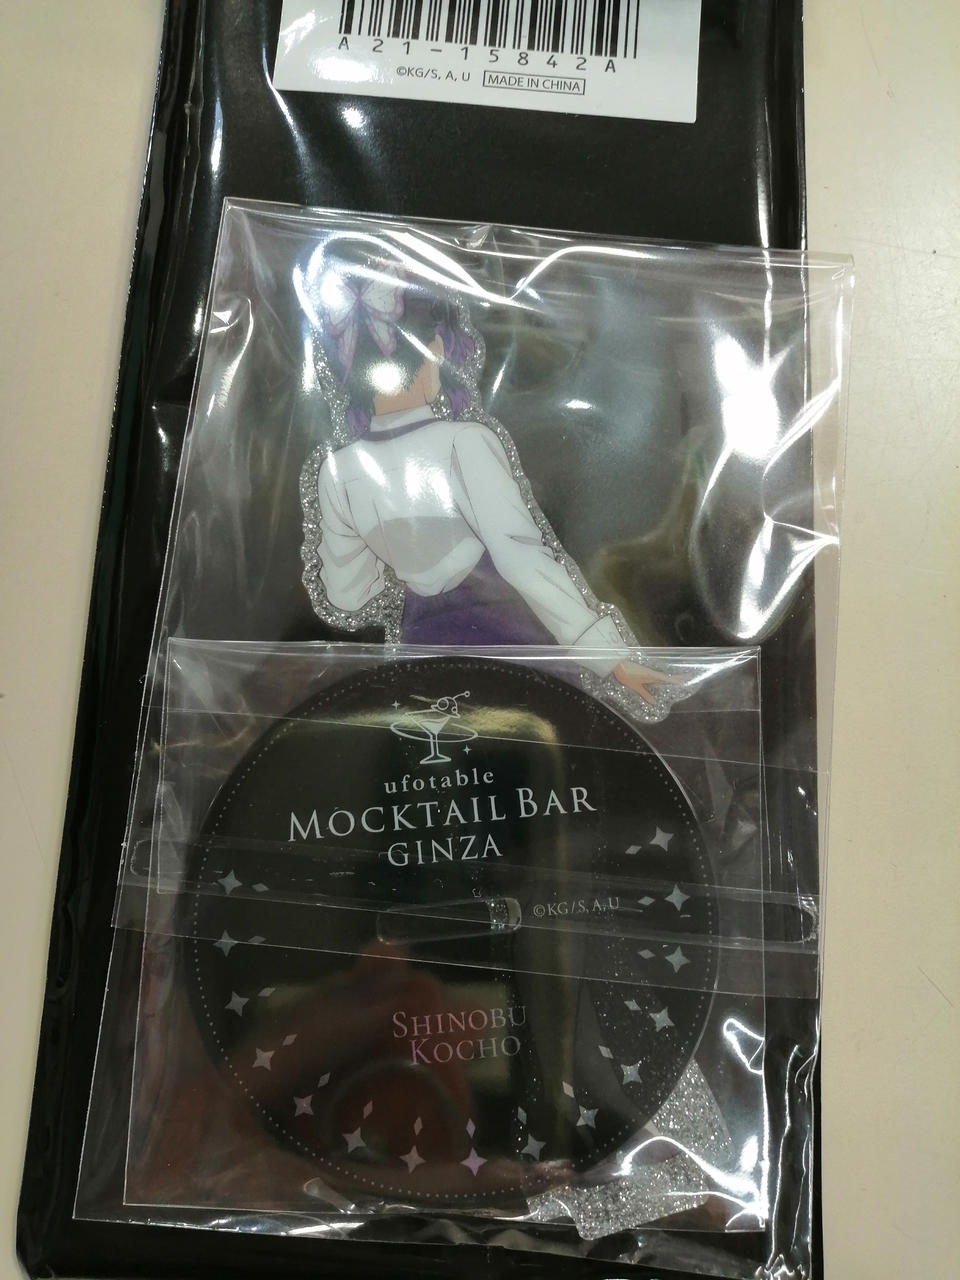 A21-15842A
©KG/S, A, U MADE IN CHINA
ufotable
MOCKTAIL BAR
GINZA
©KG/S, A, U
SHINOBU
KOCHO